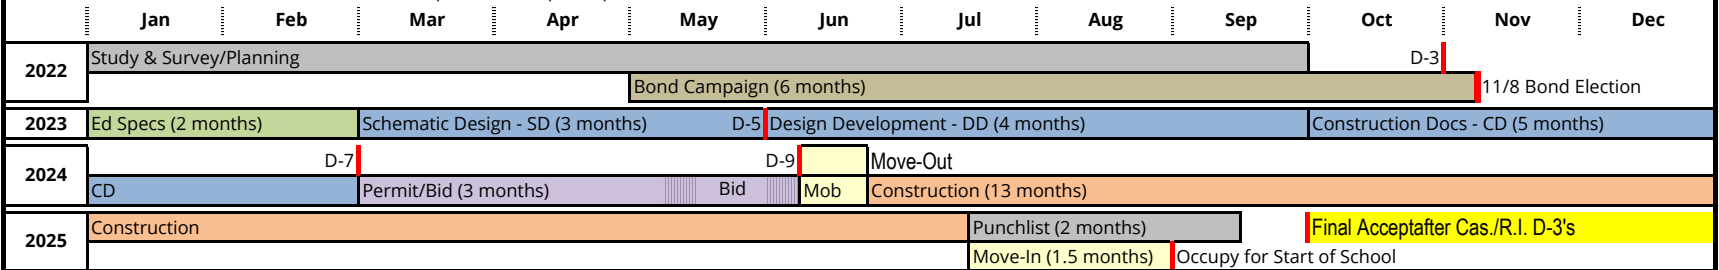 Jan Feb Mar Apr May Jun Jul Aug Sep Oct Nov Dec
2022
Study & Survey/Planning D-3
Bond Campaign (6 months) 11/8 Bond Election
2023 Ed Specs (2 months) Schematic Design - SD (3 months) D-5 Design Development - DD (4 months) Construction Docs - CD (5 months)
2024
D-7 D-9 Move-Out
CD Permit/Bid (3 months) Bid Mob Construction (13 months)
2025
Construction Punchlist (2 months) Final Acceptafter Cas./R.I. D-3's
Move-In (1.5 months) Occupy for Start of School